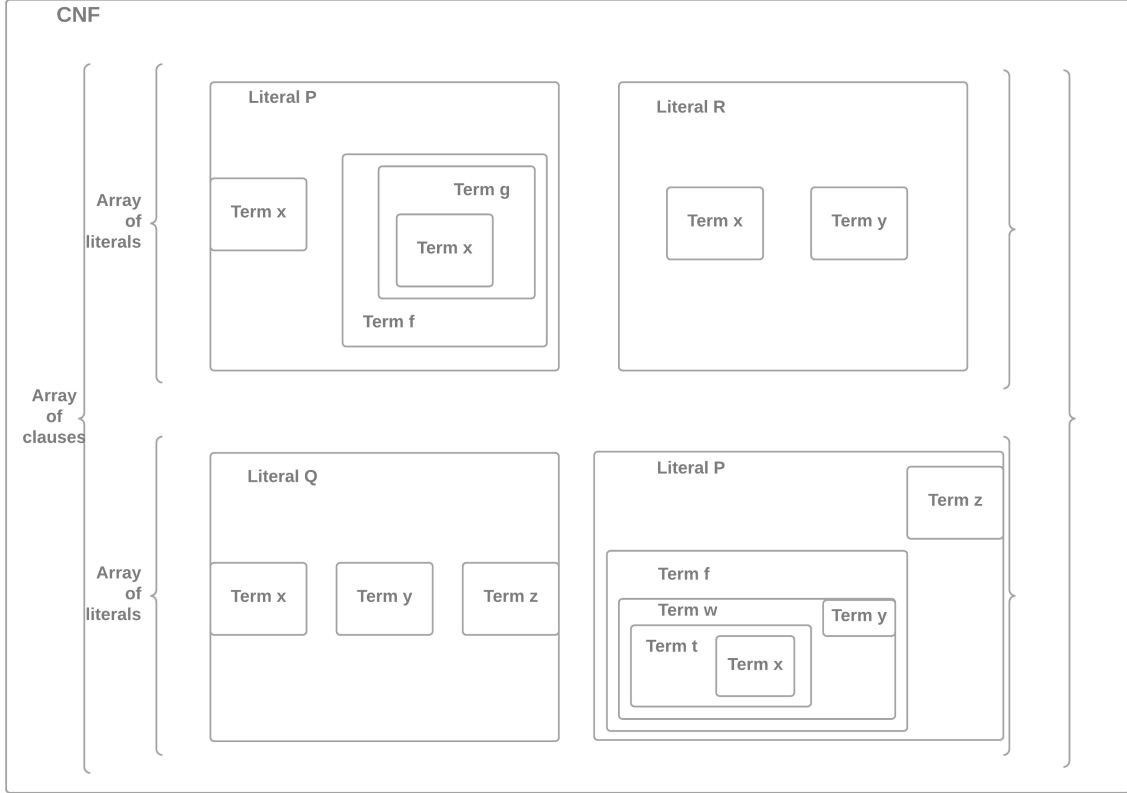 CNF
Array
of
literals
Literal P
Term x
Term g
Term x
Term f
Literal R
Term x
Term y
Array
of
clauses
Array
of
literals
Literal Q
Term x
Term y
Term z
Literal P
Term z
Term f
Term w
Term y
Term t
Term x